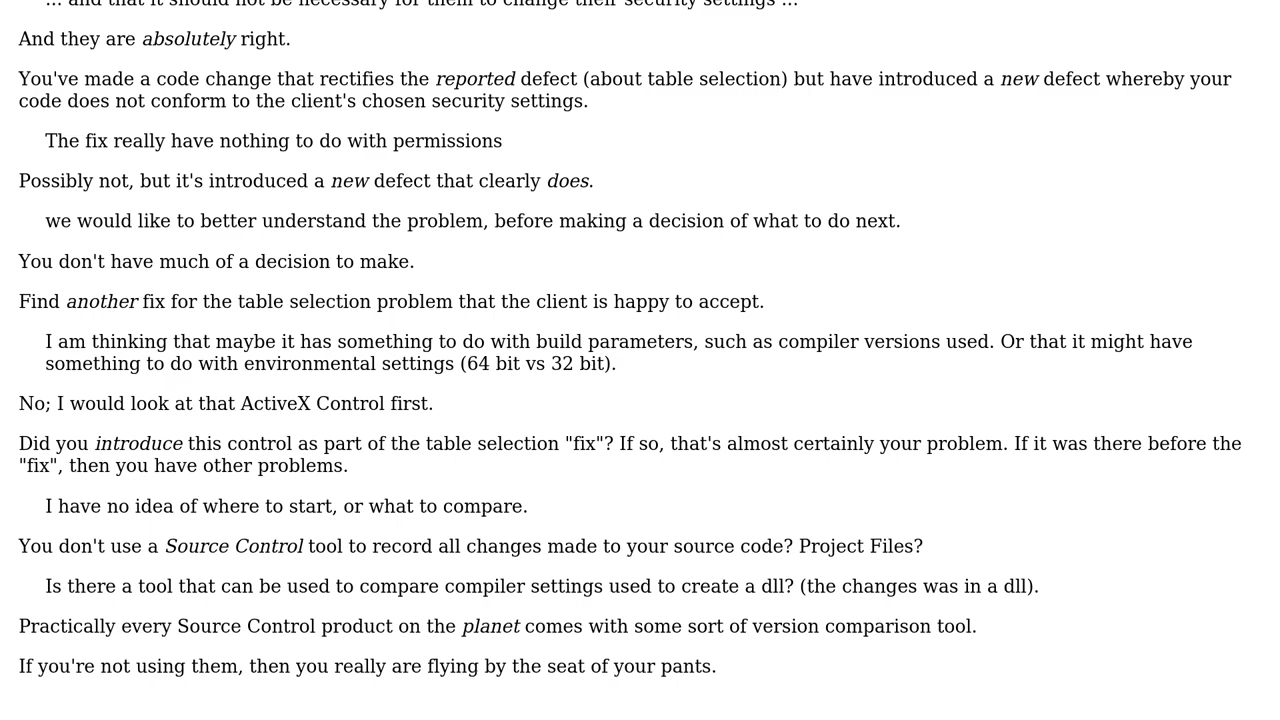 ... and that it should not be necessary for them to change their security settings ...
And they are absolutely right.
You've made a code change that rectifies the reported defect (about table selection) but have introduced a new defect whereby your
code does not conform to the client's chosen security settings.
The fix really have nothing to do with permissions
Possibly not, but it's introduced a new defect that clearly does.
we would like to better understand the problem, before making a decision of what to do next.
You don't have much of a decision to make.
Find another fix for the table selection problem that the client is happy to accept.
I am thinking that maybe it has something to do with build parameters, such as compiler versions used. Or that it might have
something to do with environmental settings (64 bit vs 32 bit).
No; I would look at that ActiveX Control first.
Did you introduce this control as part of the table selection "fix"? If so, that's almost certainly your problem. If it was there before the
"fix", then you have other problems.
I have no idea of where to start, or what to compare.
You don't use a Source Control tool to record all changes made to your source code? Project Files?
Is there a tool that can be used to compare compiler settings used to create a dll? (the changes was in a dll).
Practically every Source Control product on the planet comes with some sort of version comparison tool.
If you're not using them, then you really are flying by the seat of your pants.